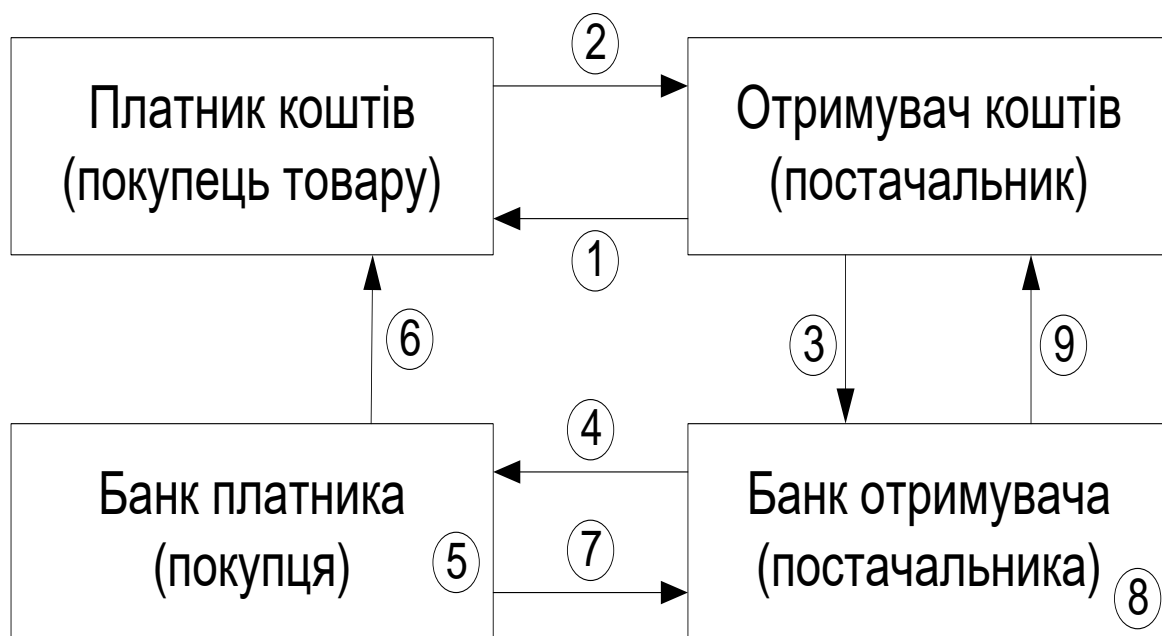 2
Платник коштів
(покупець товару)
Отримувач коштів
(постачальник)
1
6
3
9
4
Банк платника
(покупця)
5
7
Банк отримувача
(постачальника)
8